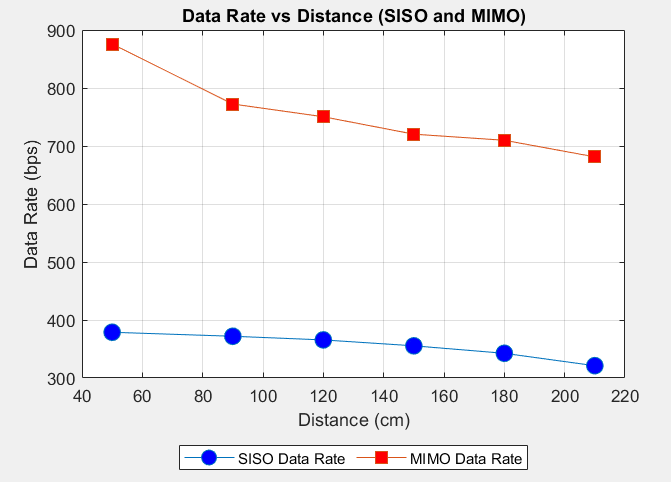 Data Rate vs Distance (SISO and MIMO)
900
800
700
600
500
400
300
Data Rate (bps)
40 60 80 100 120 140 160 180 200 220
Distance (cm)
SISO Data Rate MIMO Data Rate